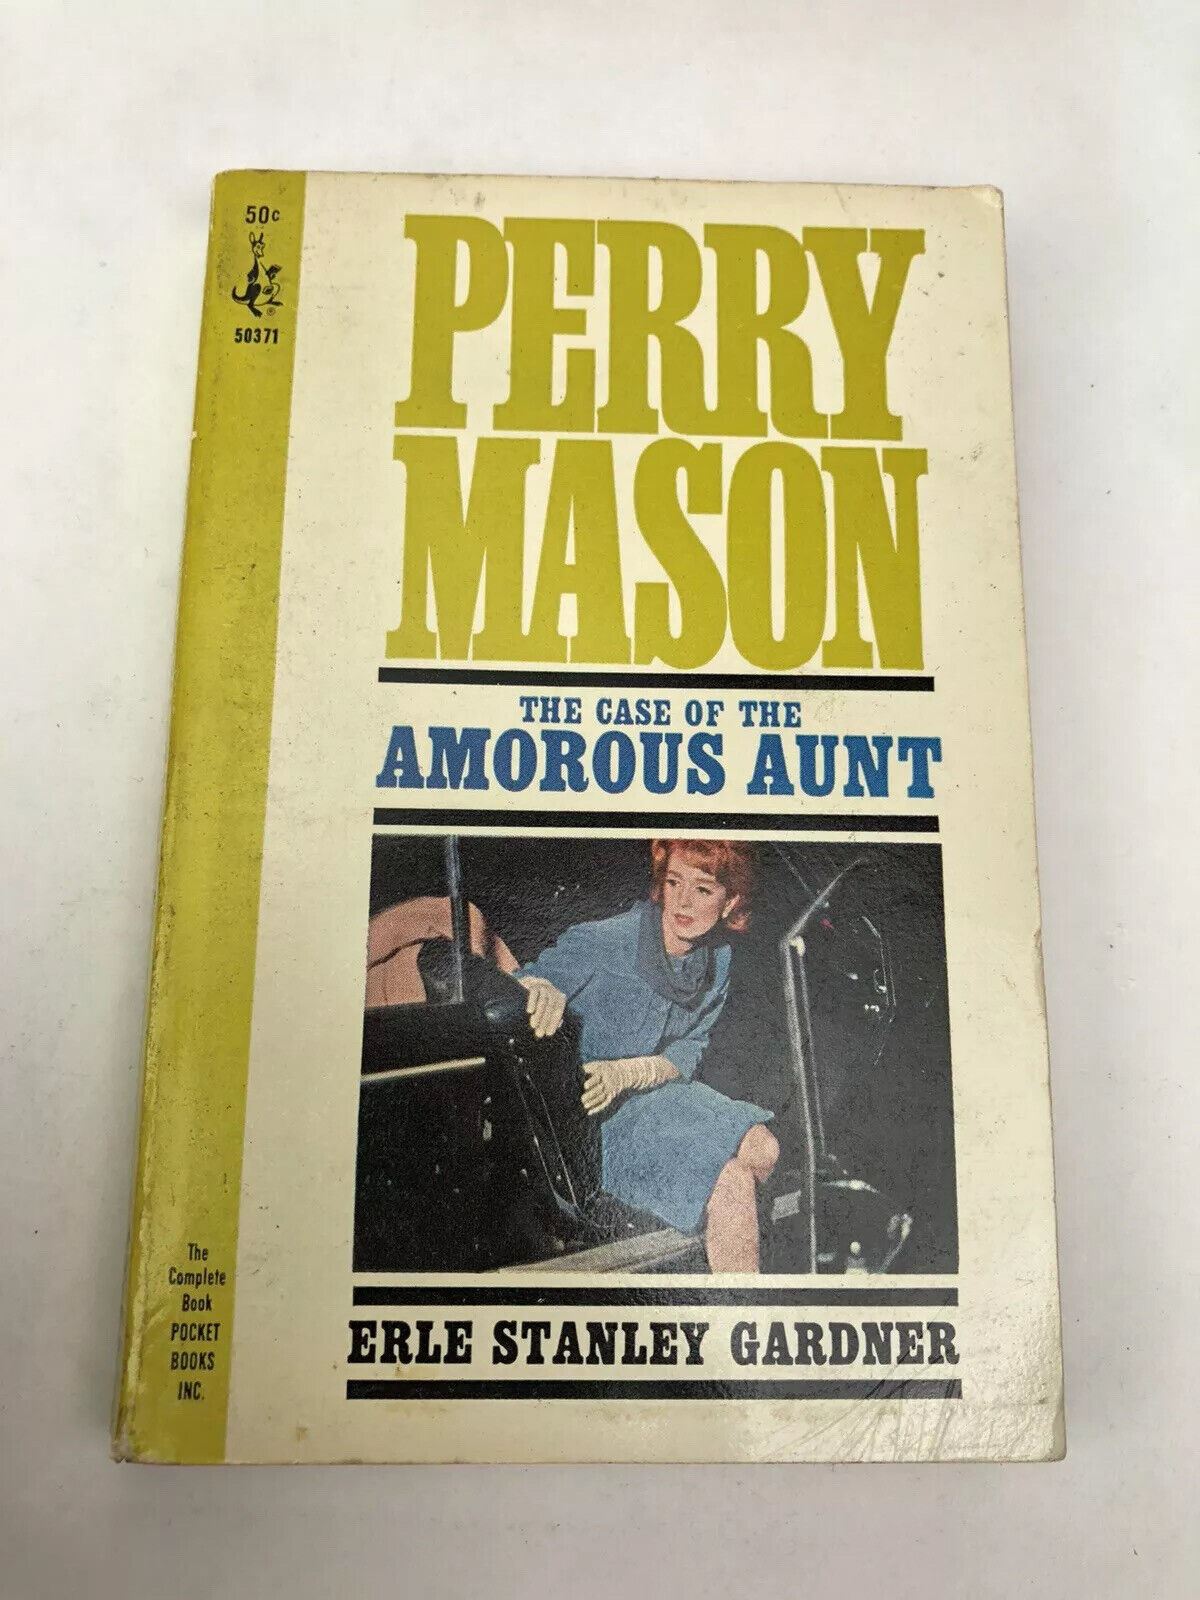 50c
®
50371
PERRY
MASON
THE CASE OF THE
AMOROUS AUNT
ERLE STANLEY GARDNER
The
Complete
Book
POCKET
BOOKS
INC.